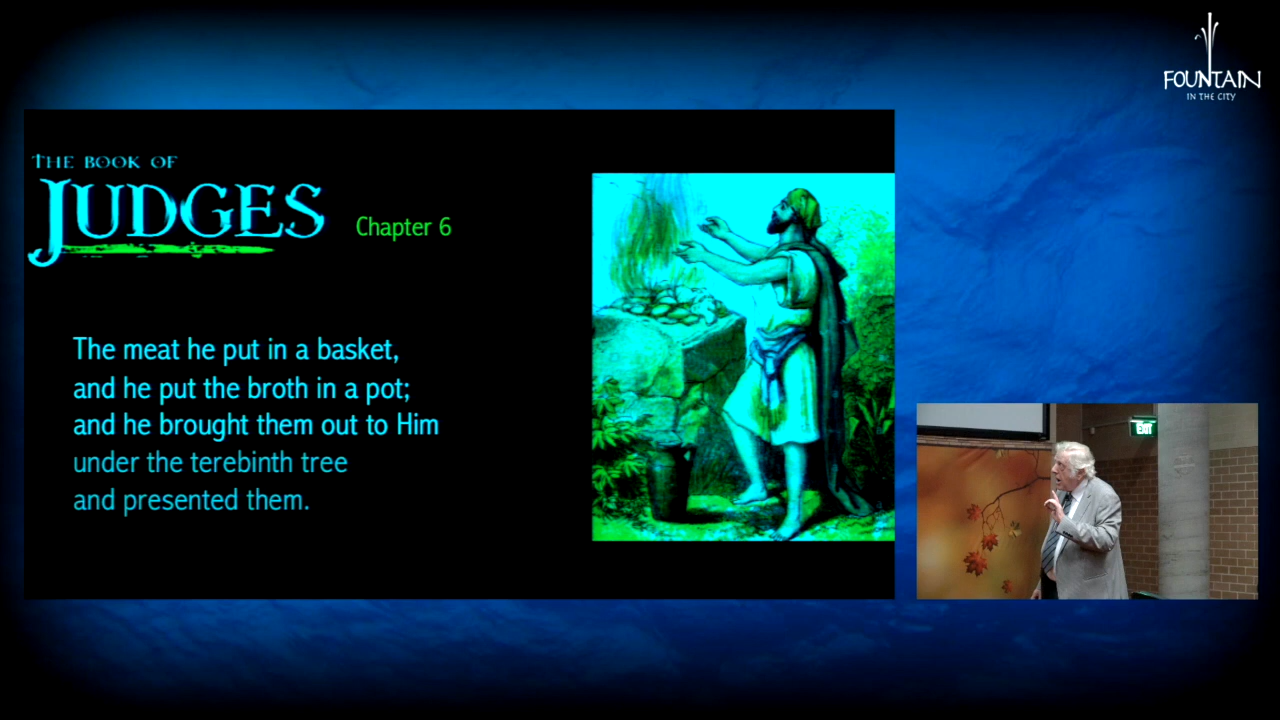 FOUNTAIN
IN THE CITY
THE BOOK OF
JUDGES
Chapter 6
The meat he put in a basket,
and he put the broth in a pot;
and he brought them out to Him
under the terebinth tree
and presented them.
EXIT